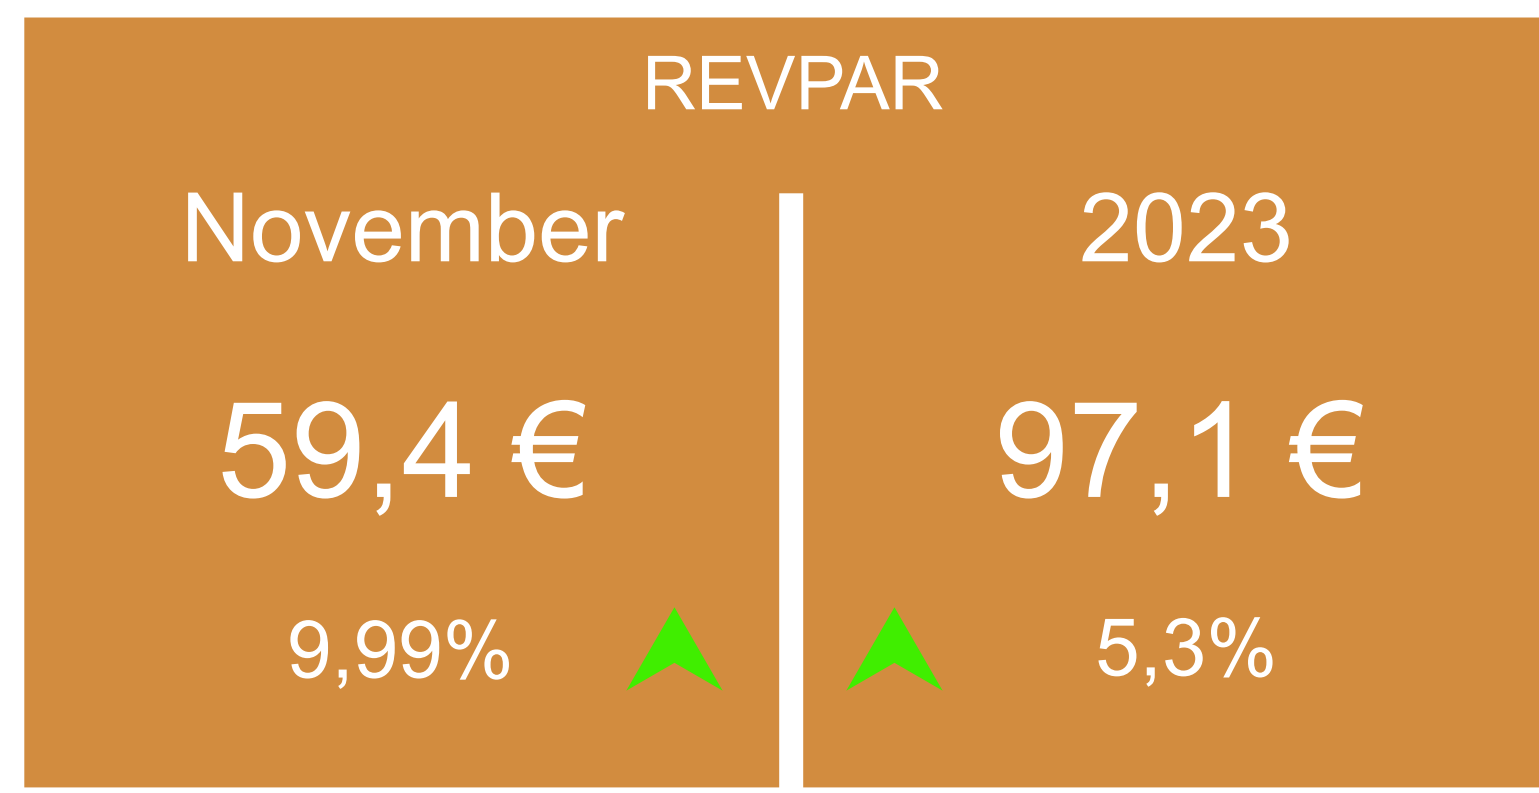 REVPAR
November
59,4 €
9,99%
2023
97,1 €
5,3%